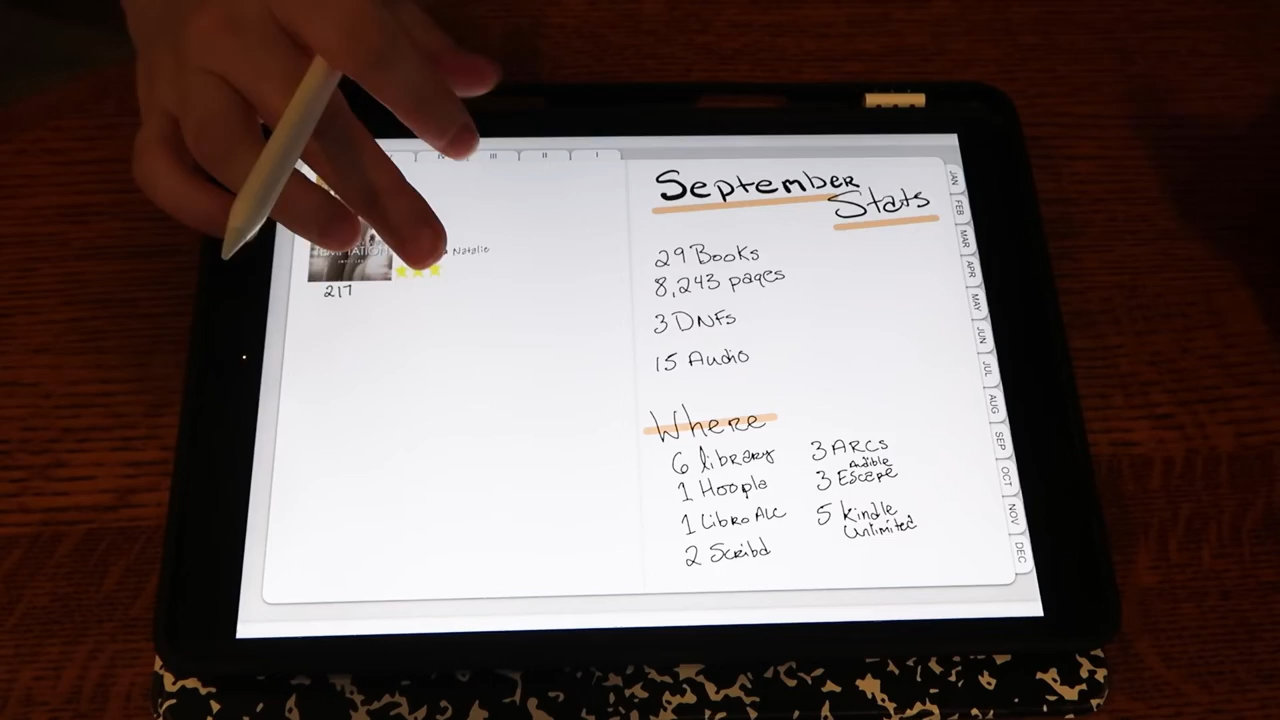 III
II
I
Natalie
217
September
Stats
29 Books
8,243 pages
3 DNFs
15 Audio
Where
6 library
1 Hoopla
1 Libro ALC
2 Scribd
3 ARCs
Audible
3 Escape
5 Kindle
Unlimited
JAN
FEB
MAR
APR
MAY
JUN
JUL
AUG
SEP
OCT
NOV
DEC